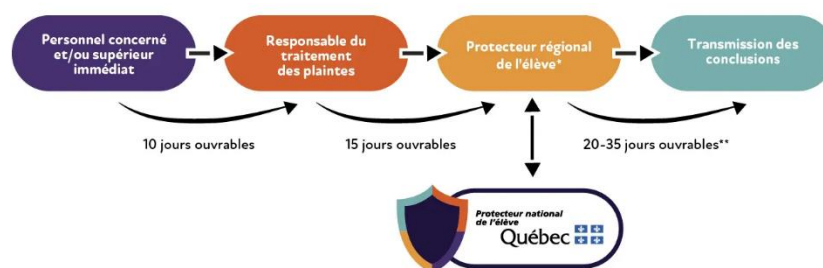 Personnel concerné
et/ou supérieur
immédiat
Responsable du
traitement
des plaintes
Protecteur régional
de l'élève*
Transmission des
conclusions
10 jours ouvrables
15 jours ouvrables
20-35 jours ouvrables**
Protecteur national
de l'élève
Québec